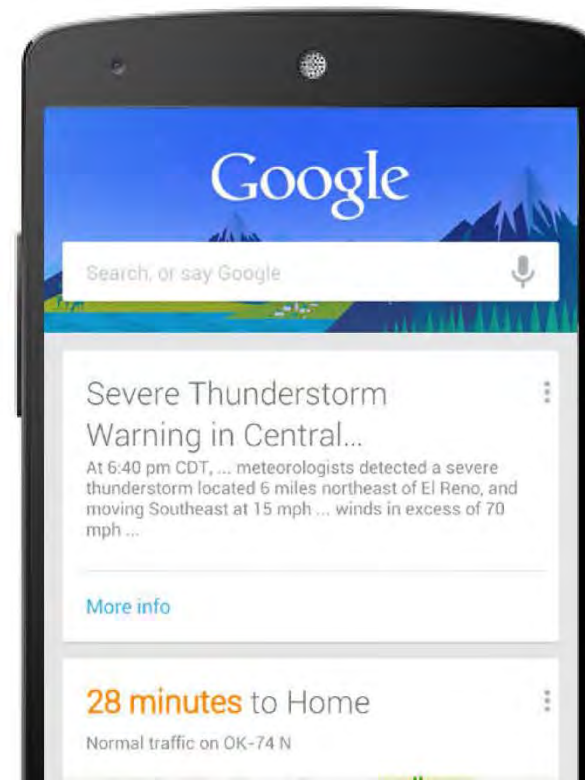 Google
Search, or say Google
Severe Thunderstorm
Warning in Central...
At 6:40 pm CDT, ... meteorologists detected a severe
thunderstorm located 6 miles northeast of El Reno, and
moving Southeast at 15 mph ... winds in excess of 70
mph ...
More info
28 minutes to Home
Normal traffic on OK-74 N